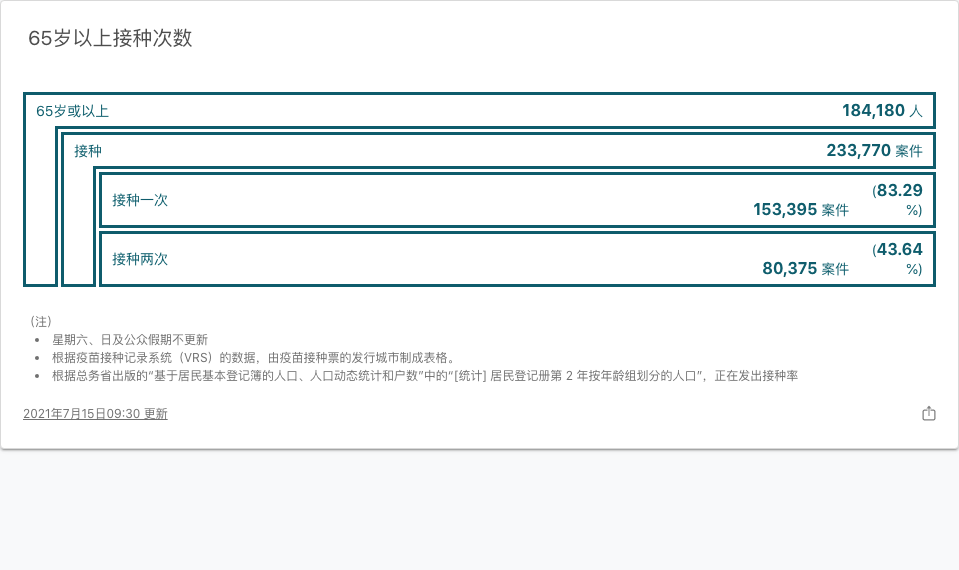 65岁以上接种次数
65岁或以上 184,180 人
接种 233,770 案件
接种一次 153,395 案件 (83.29 %)
接种两次 80,375 案件 (43.64 %)
（注）
• 星期六、日及公众假期不更新
• 根据疫苗接种记录系统（VRS）的数据，由疫苗接种票的发行城市制成表格。
• 根据总务省出版的“基于居民基本登记簿的人口、人口动态统计和户数”中的“[统计] 居民登记册第 2 年按年龄组划分的人口”，正在发出接种率
2021年7月15日09:30 更新